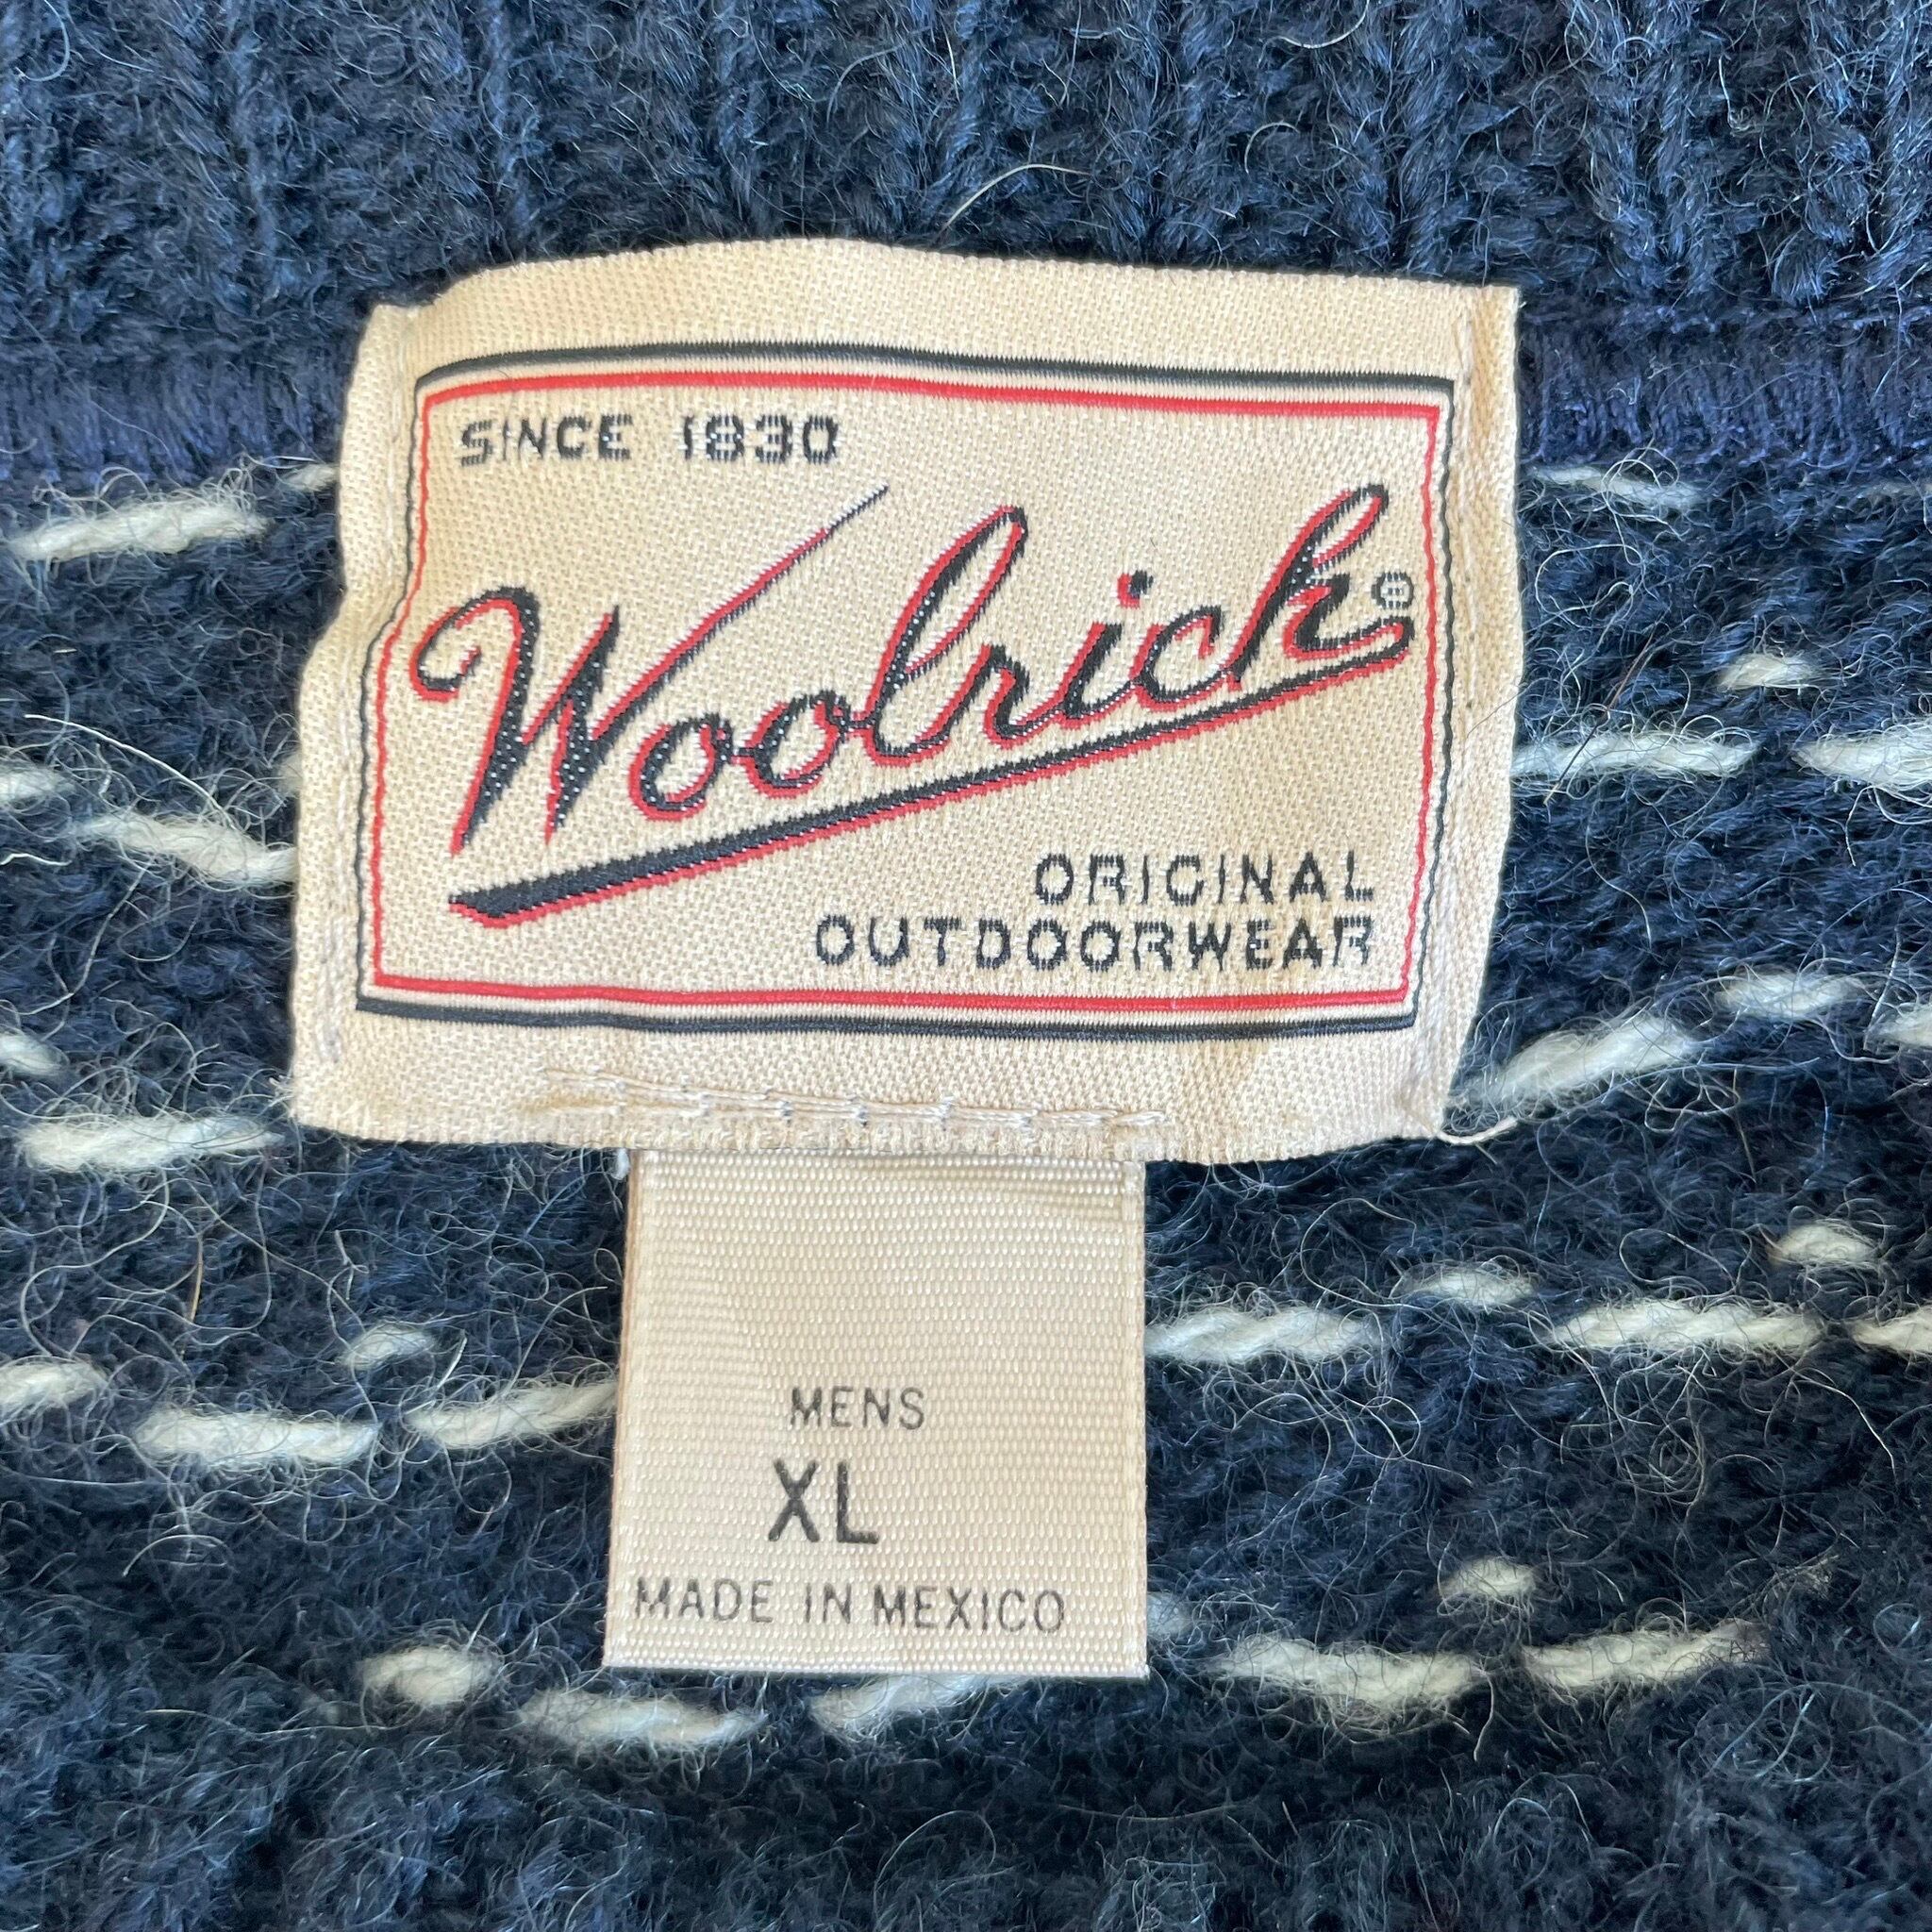 SINCE 1830
Woolrich®
ORIGINAL
OUTDOORWEAR
MENS
XL
MADE IN MEXICO